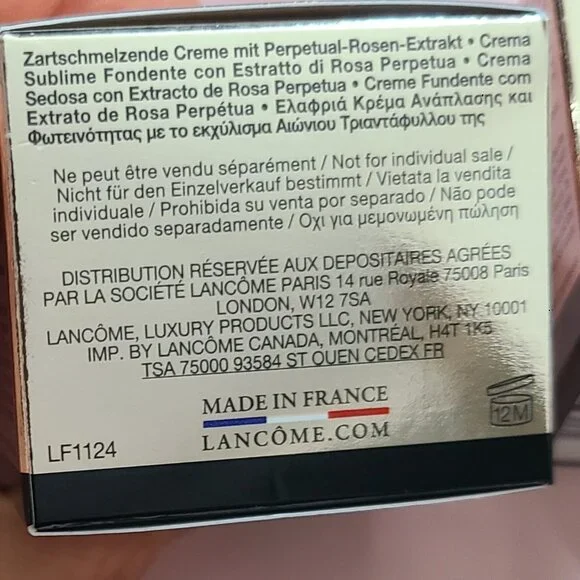 Zartschmelzende Creme mit Perpetual-Rosen-Extrakt • Crema
Sublime Fondente con Estratto di Rosa Perpetua • Crema
Sedosa con Extracto de Rosa Perpetua • Creme Fundente com
Extrato de Rosa Perpétua • Ελαφριά Κρέμα Ανάπλασης και
Φωτεινότητας με το εκχύλισμα Αιώνιου Τριαντάφυλλου της
Ne peut être vendu séparément / Not for individual sale /
Nicht für den Einzelverkauf bestimmt / Vietata la vendita
individuale / Prohibida su venta por separado / Não pode
ser vendido separadamente / Όχι για μεμονωμένη πώληση
DISTRIBUTION RÉSERVÉE AUX DEPOSITAIRES AGRÉES
PAR LA SOCIÉTÉ LANCÔME PARIS 14 rue Royale 75008 Paris
LONDON, W12 7SA
LANCÔME, LUXURY PRODUCTS LLC, NEW YORK, NY 10001
IMP. BY LANCÔME CANADA, MONTRÉAL, H4T 1K5
TSA 75000 93584 ST OUEN CEDEX FR
MADE IN FRANCE
LANCÔME.COM
LF1124
12M